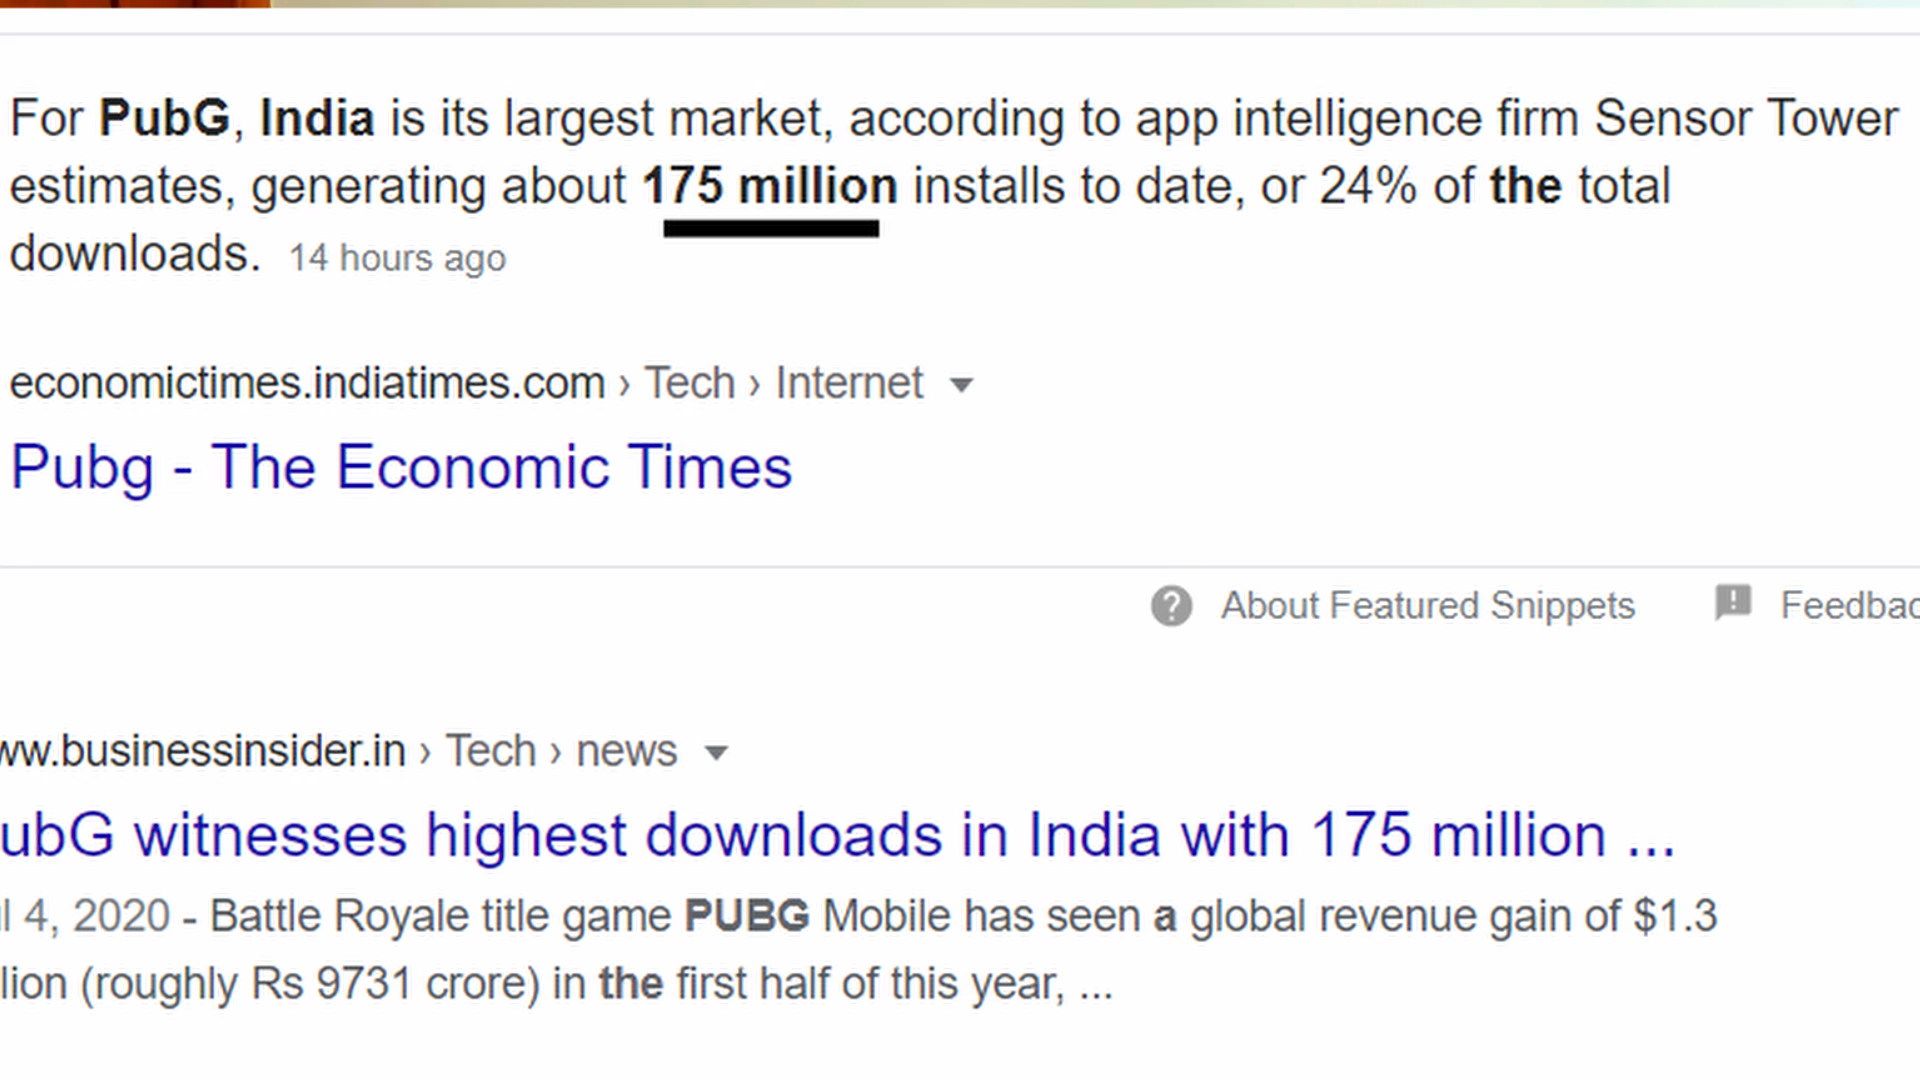 For PubG, India is its largest market, according to app intelligence firm Sensor Tower
estimates, generating about 175 million installs to date, or 24% of the total
downloads. 14 hours ago
economictimes.indiatimes.com › Tech › Internet
Pubg - The Economic Times
About Featured Snippets Feedbac
ww.businessinsider.in › Tech › news
ubG witnesses highest downloads in India with 175 million ...
l 4, 2020 - Battle Royale title game PUBG Mobile has seen a global revenue gain of $1.3
llion (roughly Rs 9731 crore) in the first half of this year, ...